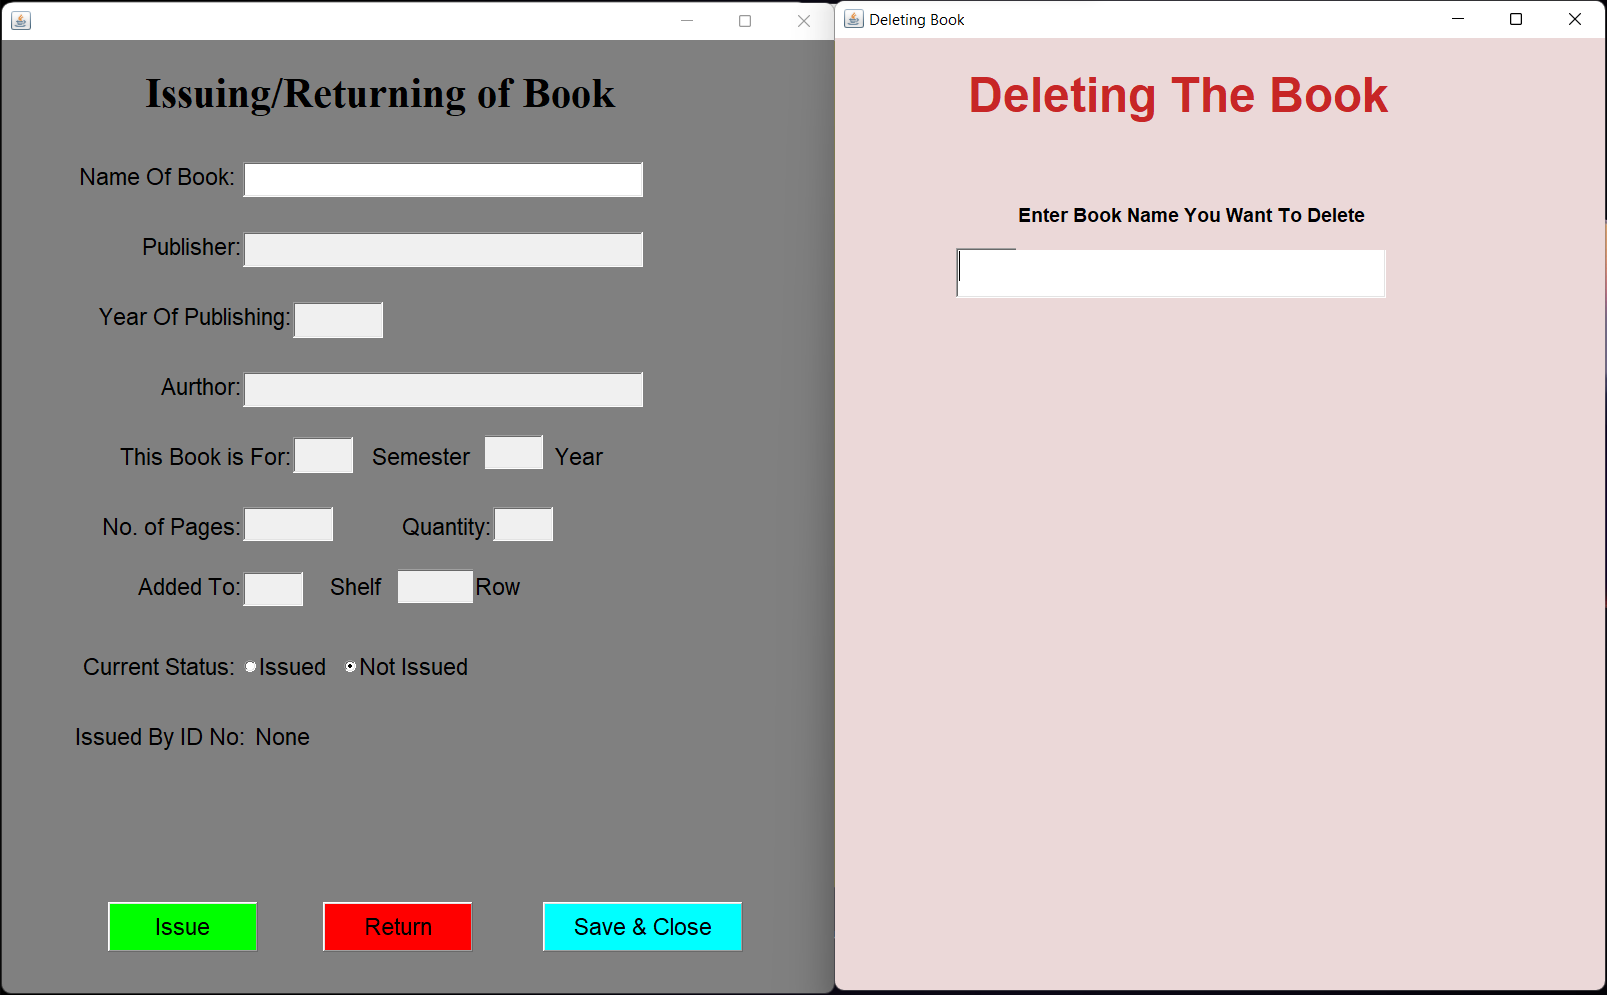 Issuing/Returning of Book
Name Of Book:
Publisher:
Year Of Publishing:
Aurthor:
This Book is For: Semester Year
No. of Pages: Quantity:
Added To: Shelf Row
Current Status: Issued Not Issued
Issued By ID No: None
Issue Return Save & Close
Deleting Book
Deleting The Book
Enter Book Name You Want To Delete